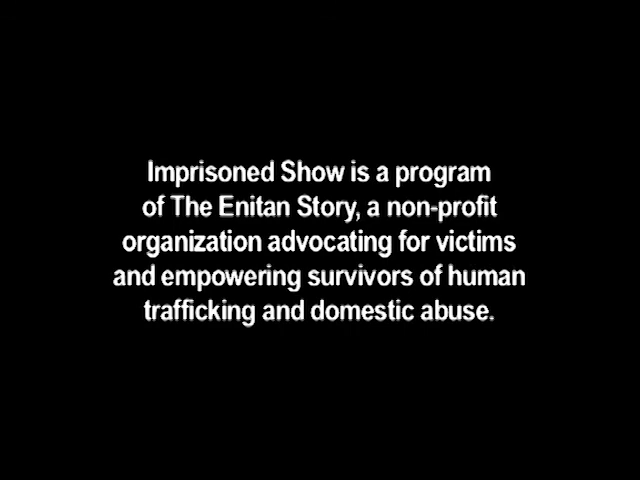 Imprisoned Show is a program
of The Enitan Story, a non-profit
organization advocating for victims
and empowering survivors of human
trafficking and domestic abuse.